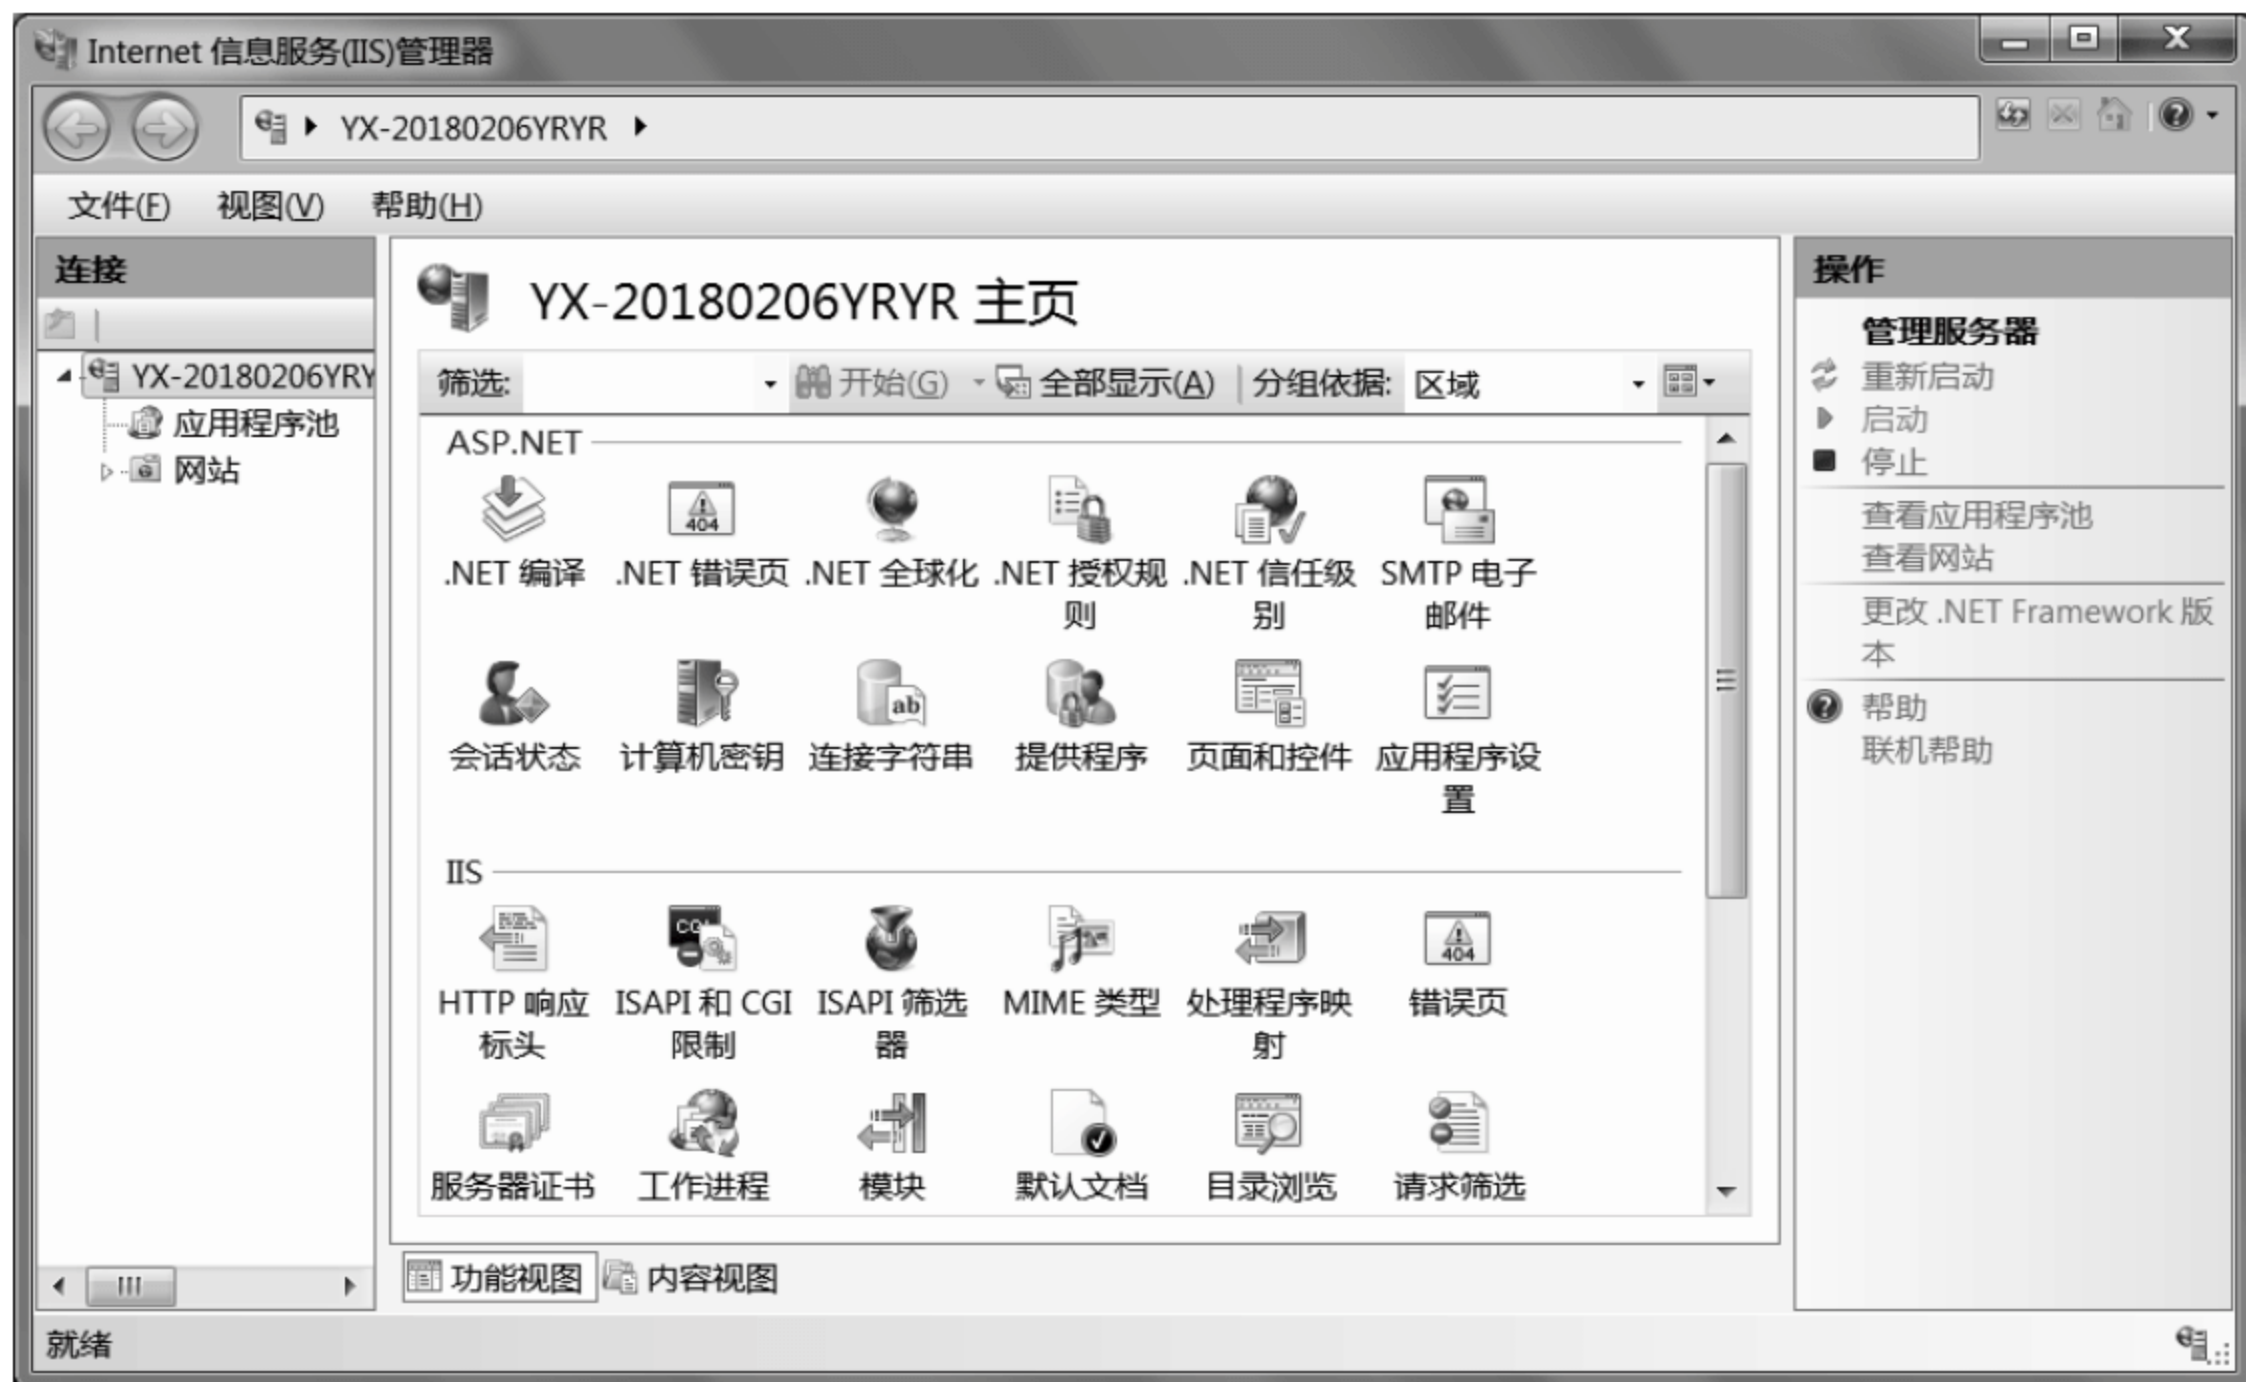 Internet 信息服务(IIS)管理器
YX-20180206YRYR
文件(F) 视图(V) 帮助(H)
连接
YX-20180206YRY
应用程序池
网站
YX-20180206YRYR 主页
筛选: 开始(G) 全部显示(A) 分组依据: 区域
ASP.NET
.NET 编译 .NET 错误页 .NET 全球化 .NET 授权规 .NET 信任级 SMTP 电子
则 别 邮件
会话状态 计算机密钥 连接字符串 提供程序 页面和控件 应用程序设
置
IIS
HTTP 响应 ISAPI 和 CGI ISAPI 筛选 MIME 类型 处理程序映 错误页
标头 限制 器 射
服务器证书 工作进程 模块 默认文档 目录浏览 请求筛选
功能视图 内容视图
操作
管理服务器
重新启动
启动
停止
查看应用程序池
查看网站
更改 .NET Framework 版
本
帮助
联机帮助
就绪